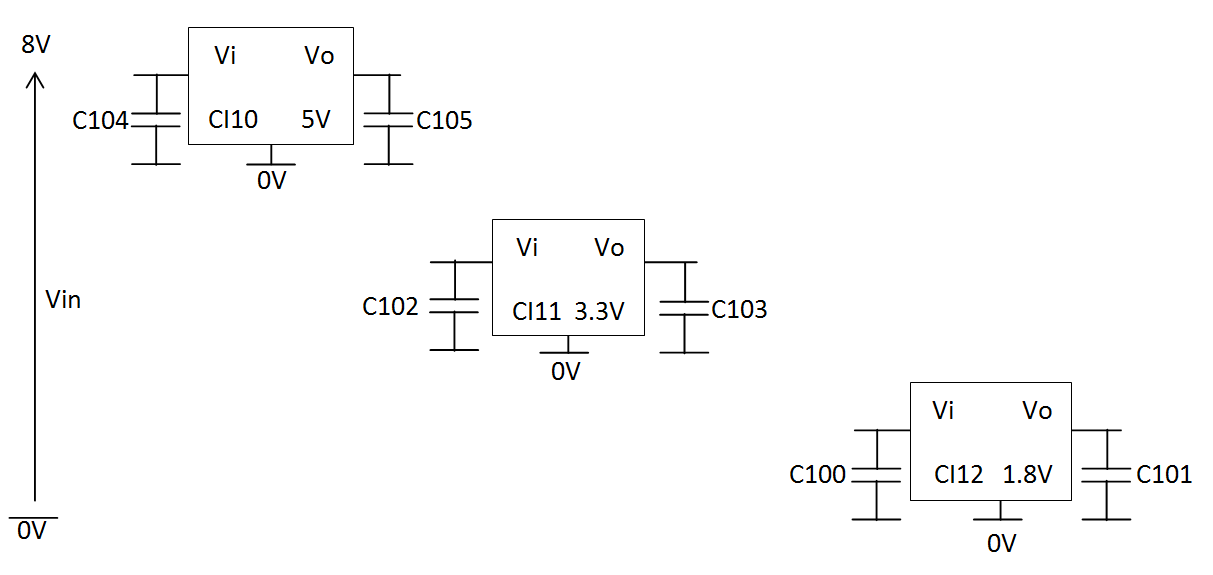 8V
Vi Vo
C104 CI10 5V C105
0V
Vi Vo
Vin
C102 CI11 3.3V C103
0V
Vi Vo
C100 CI12 1.8V C101
0V
0V